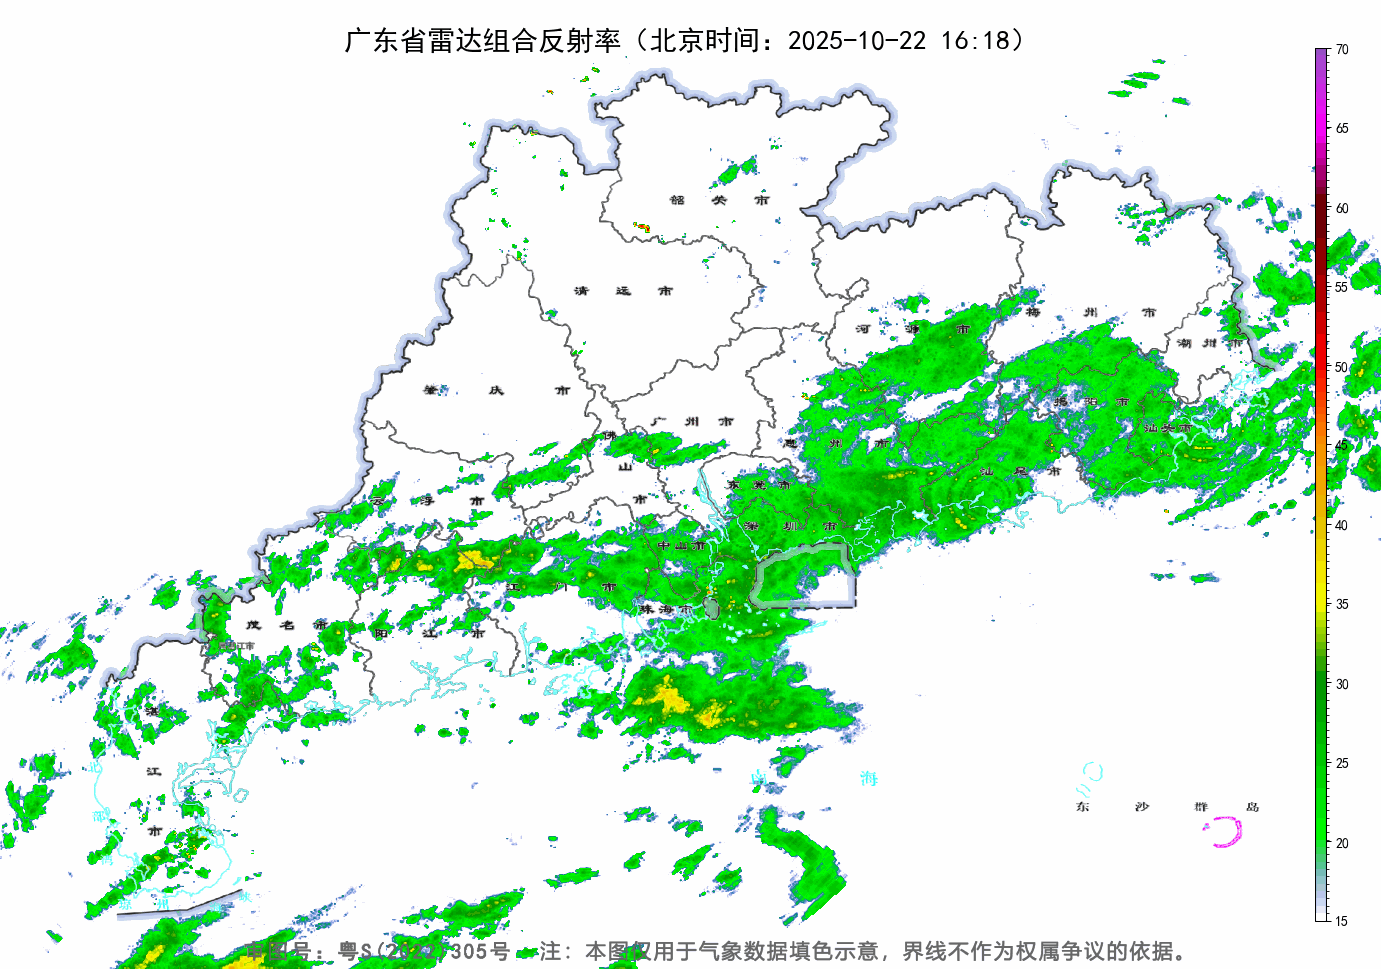 广东省雷达组合反射率（北京时间：2025-10-22 16:18）
70
65
60
55
50
45
40
35
30
25
20
15
韶关市
清远市
河源市
梅州市
潮州市
肇庆市
广州市
佛山市
惠州市
揭阳市
汕头市
汕尾市
云浮市
东莞市
深圳市
中山市
江门市
珠海市
茂名市
阳江市
湛江市
南海
东沙群岛
审图号：粤S(2022)305号 注：本图仅用于气象数据填色示意，界线不作为权属争议的依据。